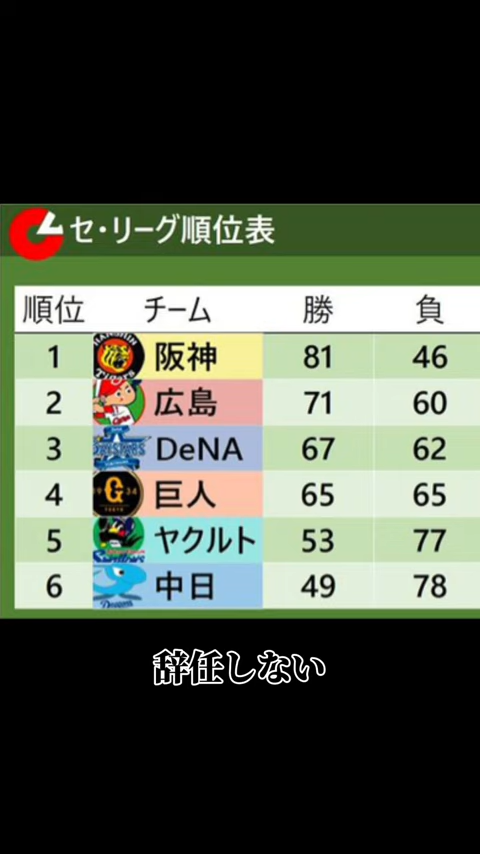 セ・リーグ順位表
順位 チーム 勝 負
1 阪神 81 46
2 広島 71 60
3 DeNA 67 62
4 G 巨人 65 65
5 ヤクルト 53 77
6 中日 49 78
辞任しない